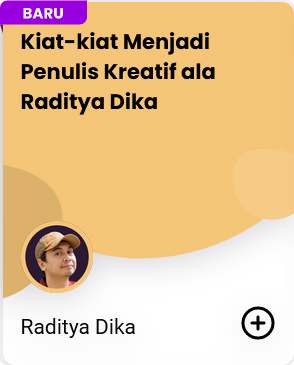 BARU
Kiat-kiat Menjadi
Penulis Kreatif ala
Raditya Dika
Raditya Dika